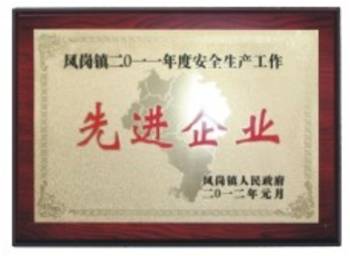 凤岗镇二〇一一年度安全生产工作
先进企业
凤岗镇人民政府
二〇一二年元月